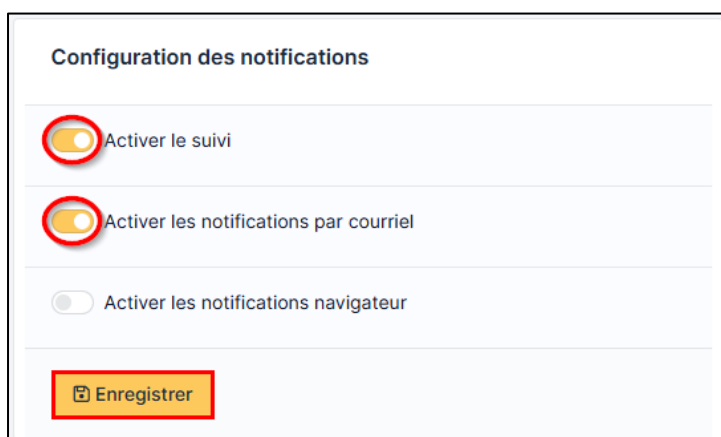 Configuration des notifications
Activer le suivi
Activer les notifications par courriel
Activer les notifications navigateur
Enregistrer